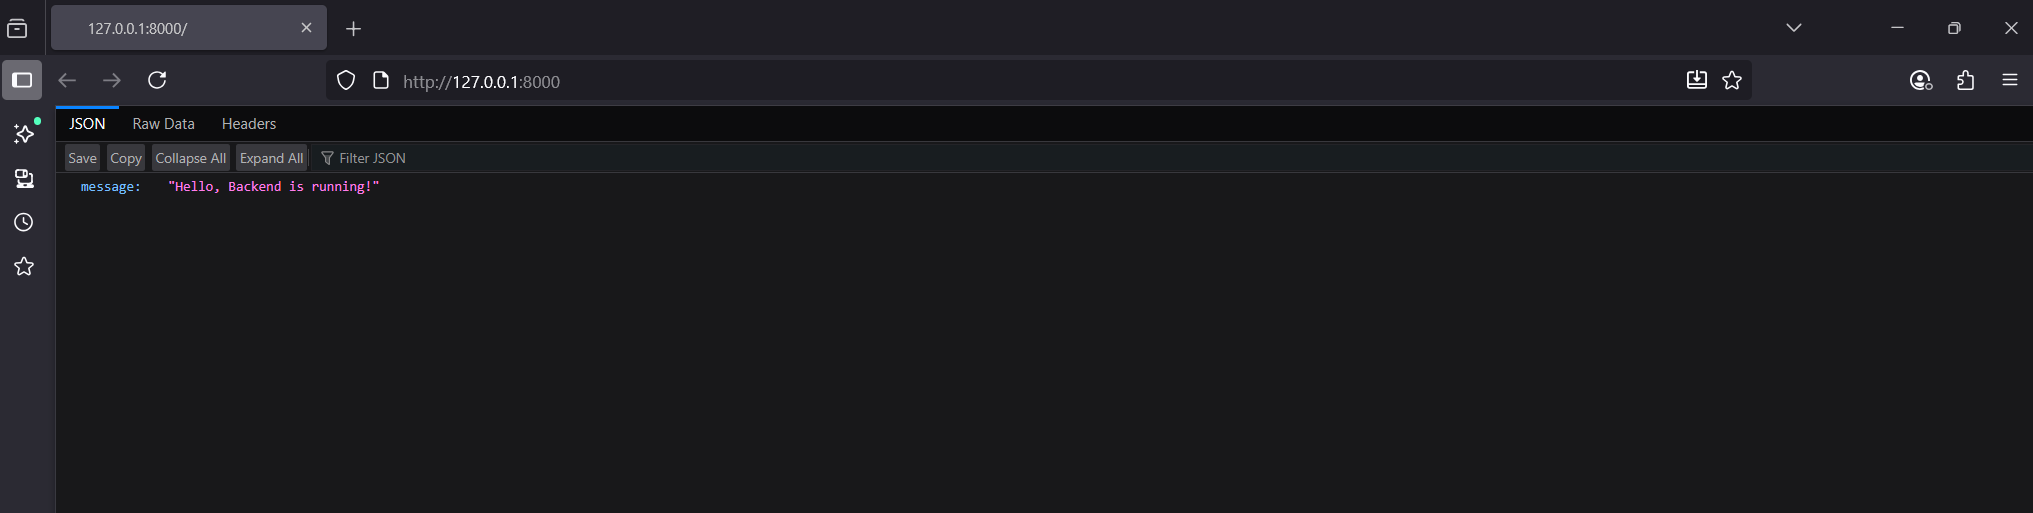 127.0.0.1:8000/
http://127.0.0.1:8000
JSON Raw Data Headers
Save Copy Collapse All Expand All Filter JSON
message: "Hello, Backend is running!"